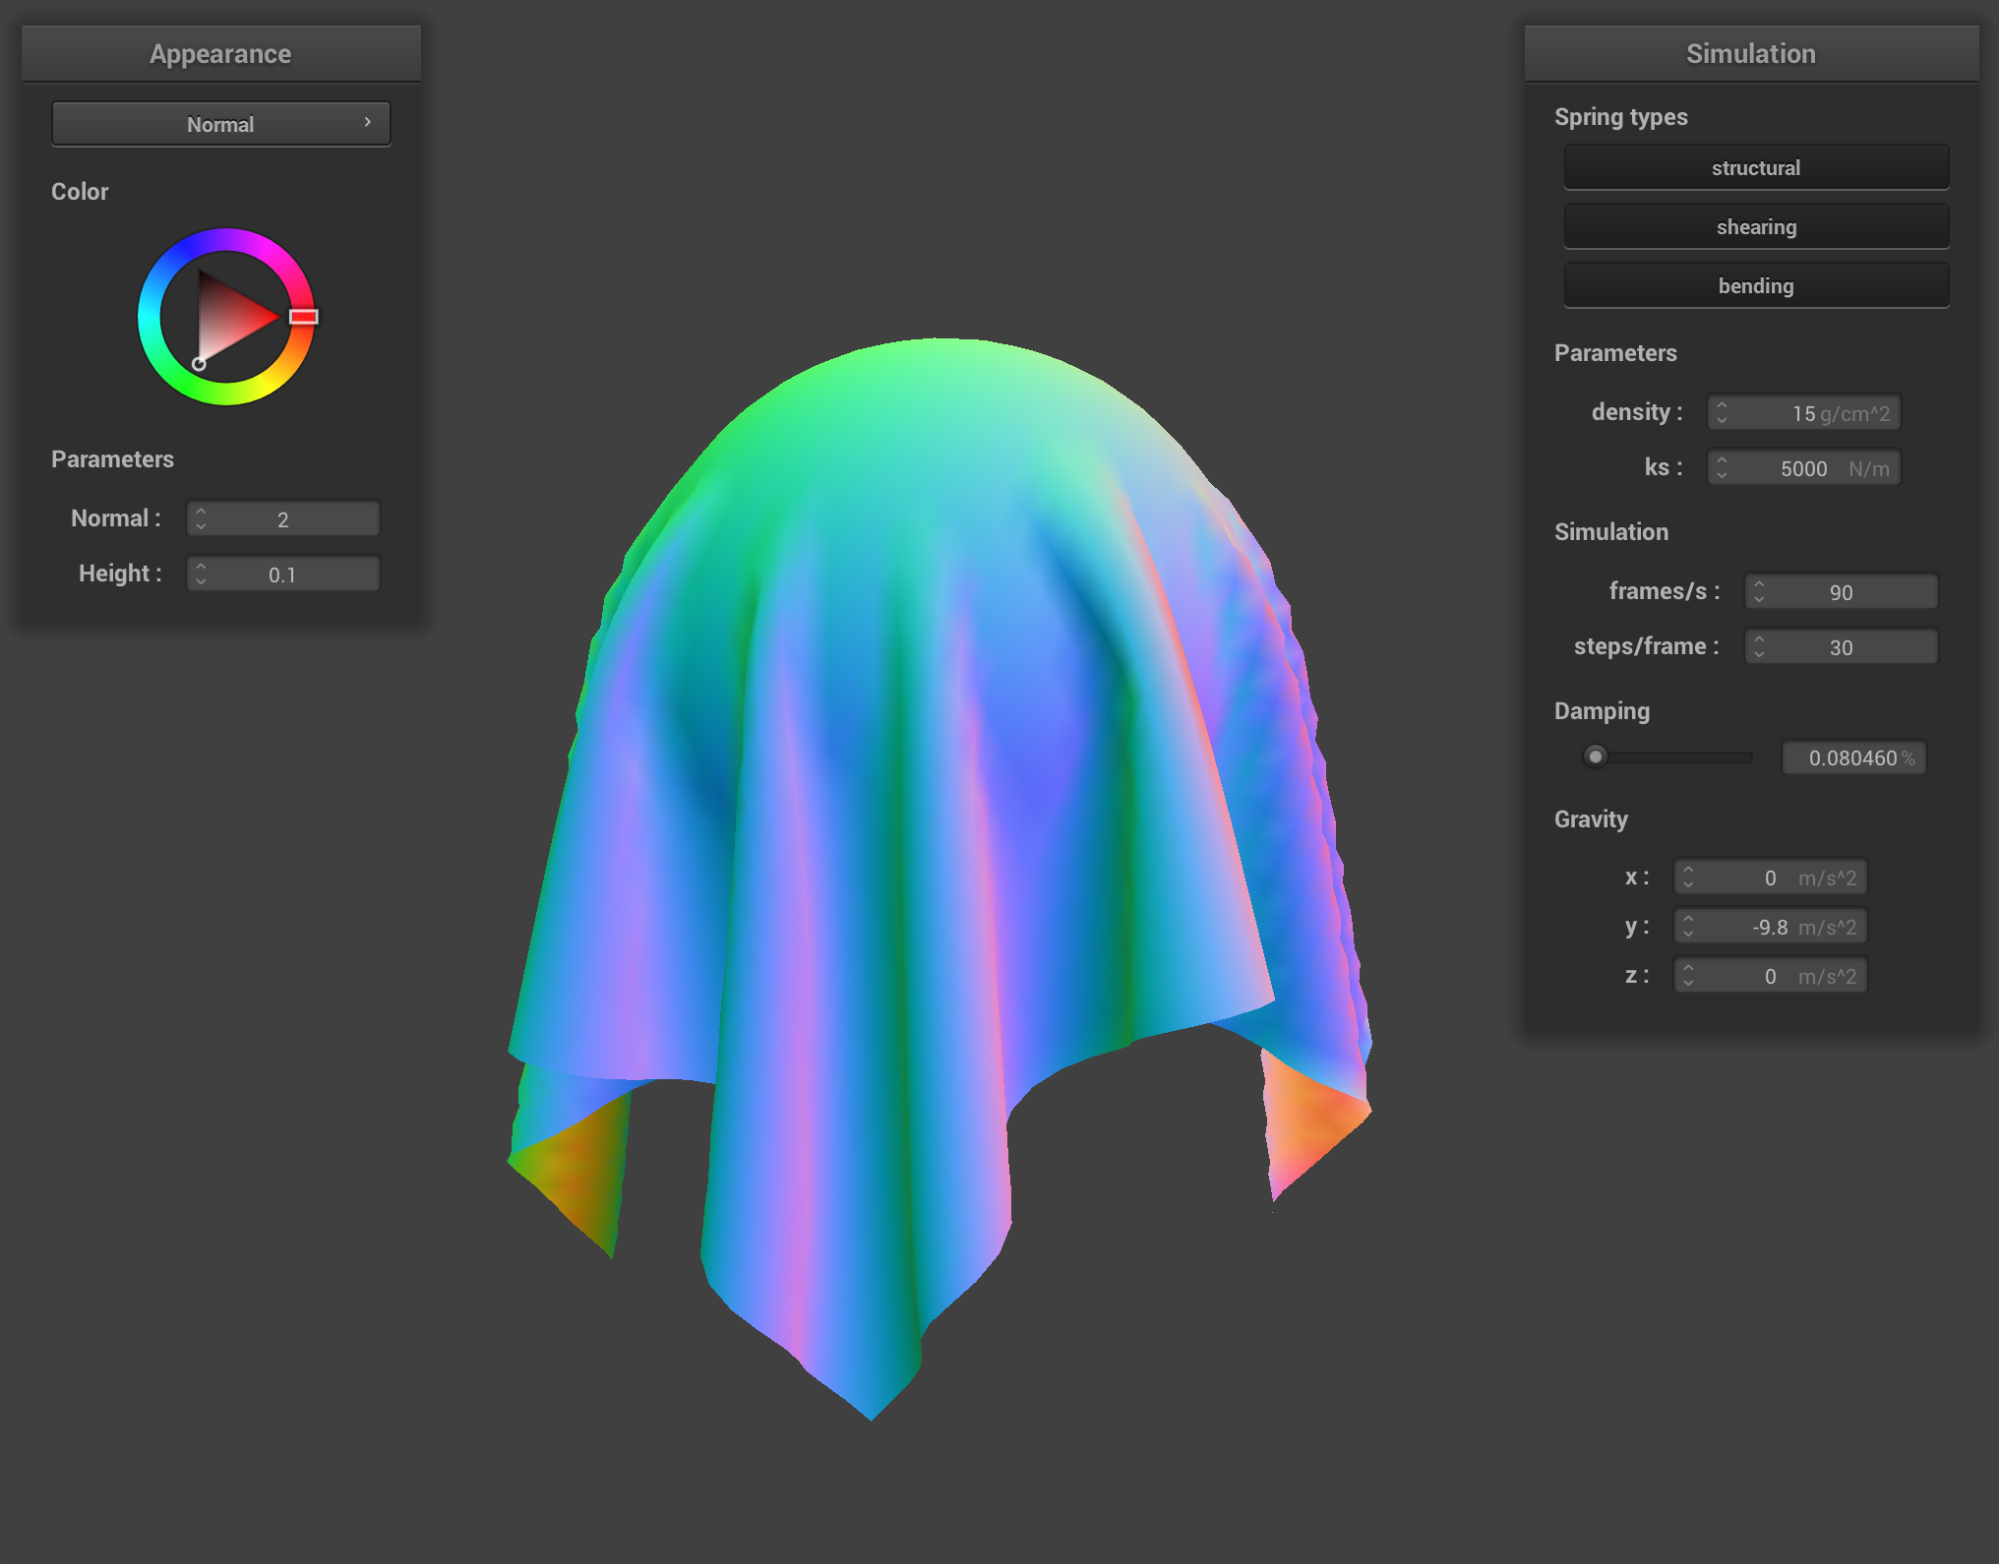 Appearance
Normal
Color
Parameters
Normal : 2
Height : 0.1
Simulation
Spring types
structural
shearing
bending
Parameters
density : 15 g/cm^2
ks : 5000 N/m
Simulation
frames/s : 90
steps/frame : 30
Damping
0.080460 %
Gravity
x : 0 m/s^2
y : -9.8 m/s^2
z : 0 m/s^2